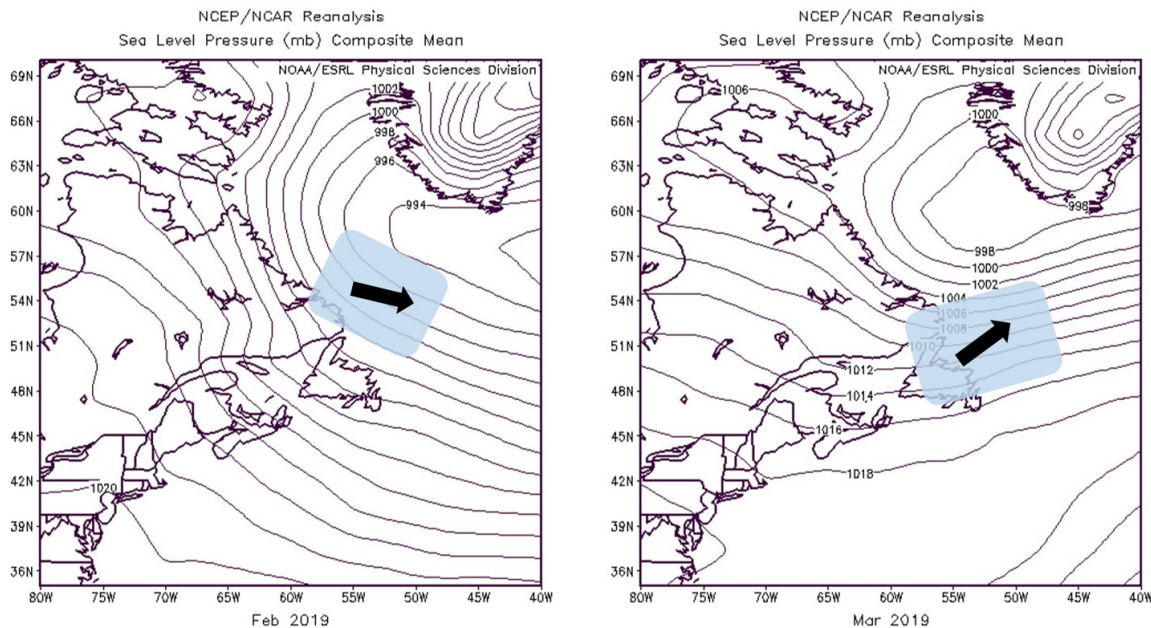 NCEP/NCAR Reanalysis
Sea Level Pressure (mb) Composite Mean
NOAA/ESRL Physical Sciences Division
69N
66N
63N
60N
57N
54N
51N
48N
45N
42N
39N
36N
1002
1000
998
996
994
1020
80W 75W 70W 65W 60W 55W 50W 45W 40W
Feb 2019
NCEP/NCAR Reanalysis
Sea Level Pressure (mb) Composite Mean
NOAA/ESRL Physical Sciences Division
69N
66N
63N
60N
57N
54N
51N
48N
45N
42N
39N
36N
1006
1000
998
998
1000
1002
1004
1006
1008
1010
1012
1014
1016
1018
80W 75W 70W 65W 60W 55W 50W 45W 40W
Mar 2019